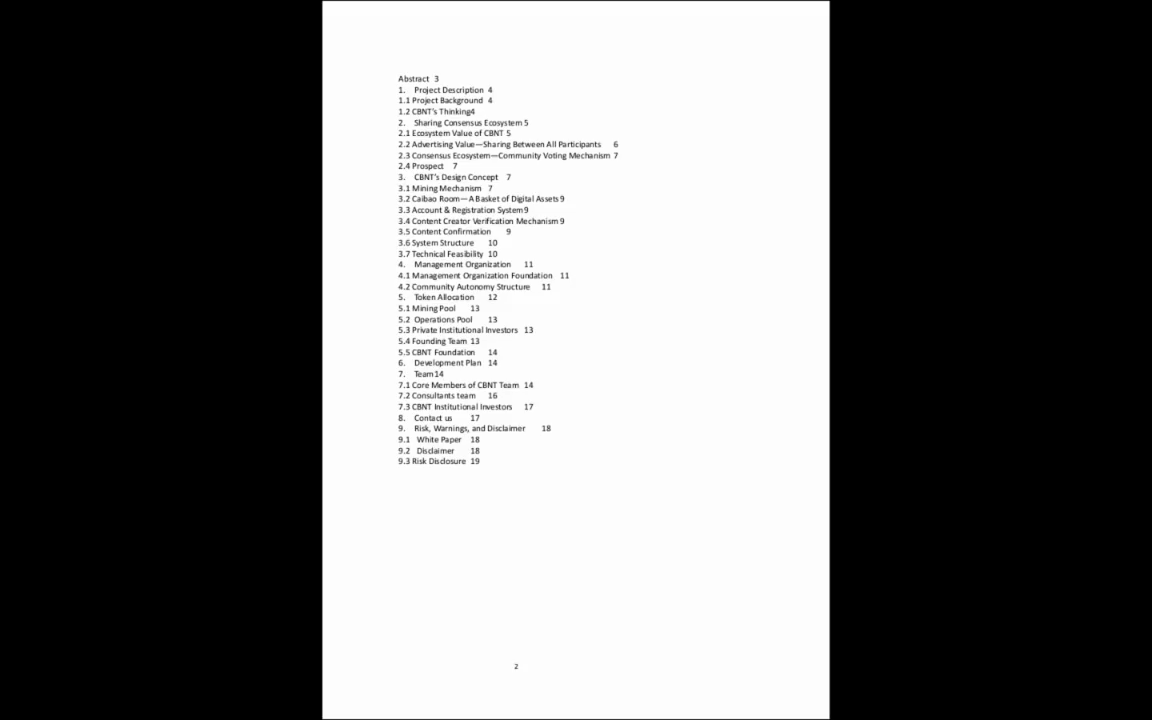 Abstract 3
1. Project Description 4
1.1 Project Background 4
1.2 CBNT's Thinking4
2. Sharing Consensus Ecosystem 5
2.1 Ecosystem Value of CBNT 5
2.2 Advertising Value—Sharing Between All Participants 6
2.3 Consensus Ecosystem—Community Voting Mechanism 7
2.4 Prospect 7
3. CBNT's Design Concept 7
3.1 Mining Mechanism 7
3.2 Caibao Room—A Basket of Digital Assets 9
3.3 Account & Registration System 9
3.4 Content Creator Verification Mechanism 9
3.5 Content Confirmation 9
3.6 System Structure 10
3.7 Technical Feasibility 10
4. Management Organization 11
4.1 Management Organization Foundation 11
4.2 Community Autonomy Structure 11
5. Token Allocation 12
5.1 Mining Pool 13
5.2 Operations Pool 13
5.3 Private Institutional Investors 13
5.4 Founding Team 13
5.5 CBNT Foundation 14
6. Development Plan 14
7. Team14
7.1 Core Members of CBNT Team 14
7.2 Consultants team 16
7.3 CBNT Institutional Investors 17
8. Contact us 17
9. Risk, Warnings, and Disclaimer 18
9.1 White Paper 18
9.2 Disclaimer 18
9.3 Risk Disclosure 19
2